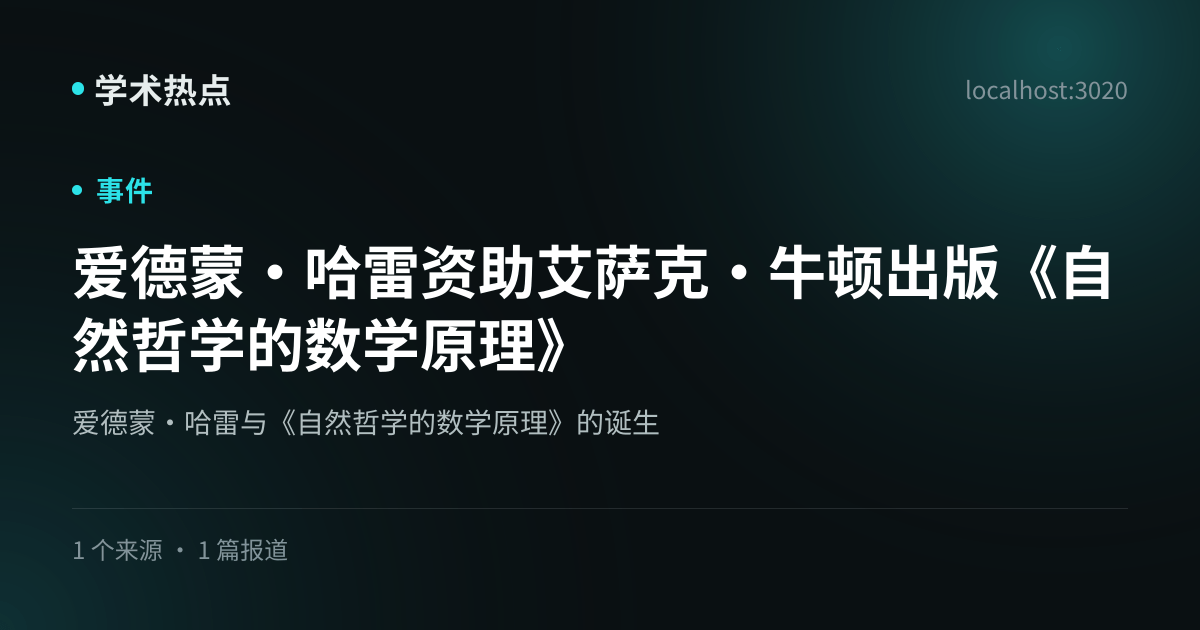 学术热点
localhost:3020
事件
爱德蒙·哈雷资助艾萨克·牛顿出版《自
然哲学的数学原理》
爱德蒙·哈雷与《自然哲学的数学原理》的诞生
1 个来源 · 1 篇报道